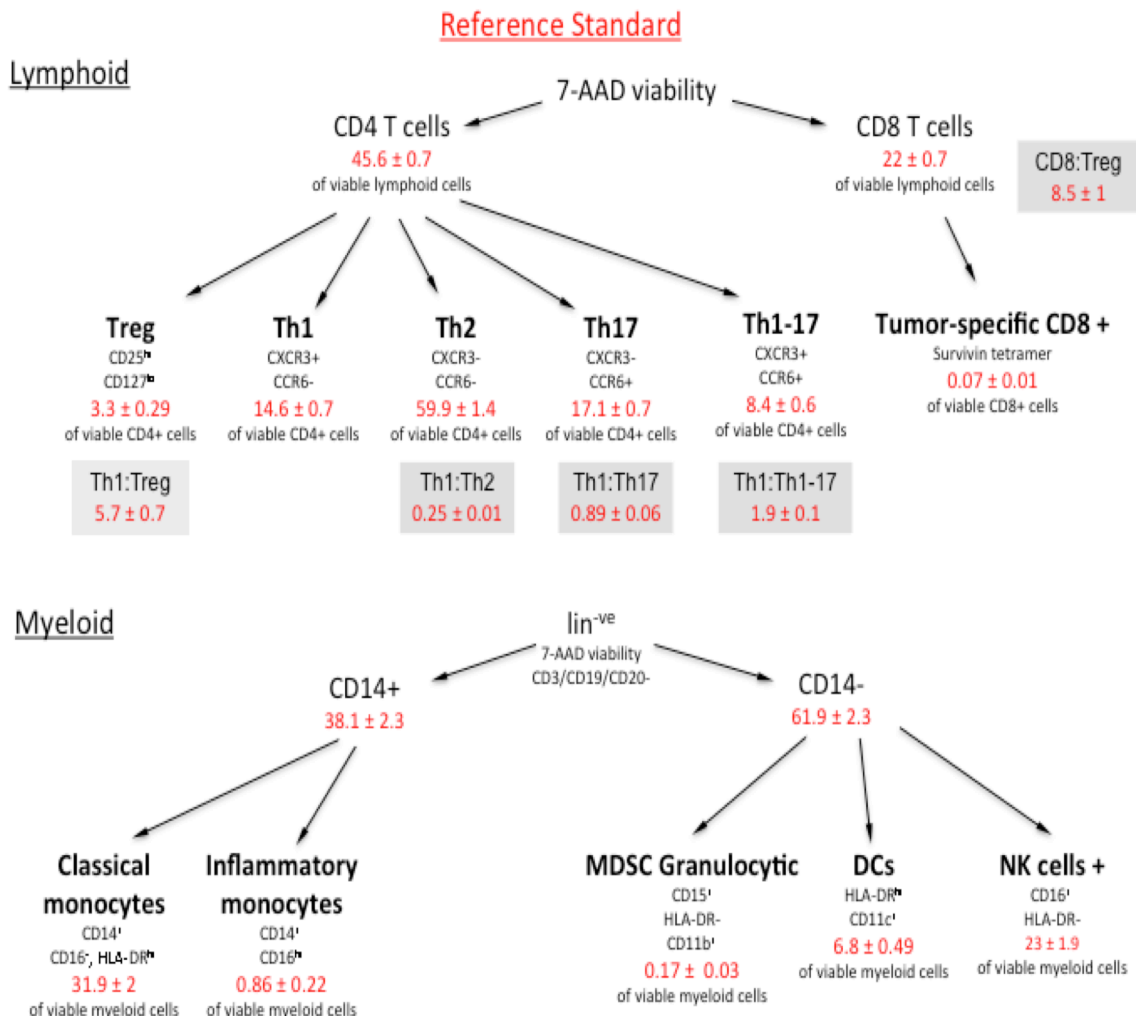 Reference Standard
Lymphoid
7-AAD viability
CD4 T cells
45.6 ± 0.7
of viable lymphoid cells
CD8 T cells
22 ± 0.7
of viable lymphoid cells
CD8:Treg
8.5 ± 1
Treg
CD25hi
CD127lo
3.3 ± 0.29
of viable CD4+ cells
Th1:Treg
5.7 ± 0.7
Th1
CXCR3+
CCR6-
14.6 ± 0.7
of viable CD4+ cells
Th2
CXCR3-
CCR6-
59.9 ± 1.4
of viable CD4+ cells
Th1:Th2
0.25 ± 0.01
Th17
CXCR3-
CCR6+
17.1 ± 0.7
of viable CD4+ cells
Th1:Th17
0.89 ± 0.06
Th1-17
CXCR3+
CCR6+
8.4 ± 0.6
of viable CD4+ cells
Th1:Th1-17
1.9 ± 0.1
Tumor-specific CD8 +
Survivin tetramer
0.07 ± 0.01
of viable CD8+ cells
Myeloid
lin-ve
7-AAD viability
CD3/CD19/CD20-
CD14+
38.1 ± 2.3
CD14-
61.9 ± 2.3
Classical
monocytes
CD14
CD16-, HLA-DRhi
31.9 ± 2
of viable myeloid cells
Inflammatory
monocytes
CD14
CD16hi
0.86 ± 0.22
of viable myeloid cells
MDSC Granulocytic
CD15
HLA-DR-
CD11b
0.17 ± 0.03
of viable myeloid cells
DCs
HLA-DRhi
CD11c
6.8 ± 0.49
of viable myeloid cells
NK cells +
CD16
HLA-DR-
23 ± 1.9
of viable myeloid cells